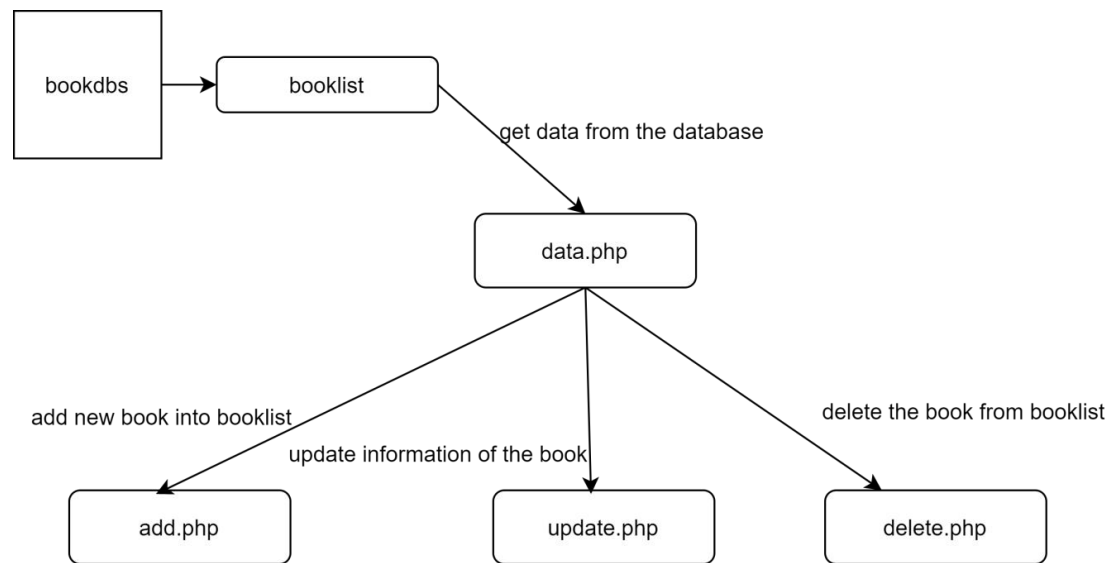 bookdbs
booklist
get data from the database
data.php
add new book into booklist
delete the book from booklist
update information of the book
add.php
update.php
delete.php